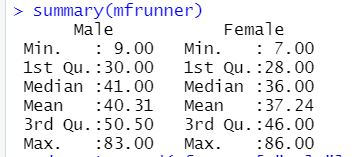 > summary(mfrunner)
Male Female
Min. : 9.00 Min. : 7.00
1st Qu.:30.00 1st Qu.:28.00
Median :41.00 Median :36.00
Mean :40.31 Mean :37.24
3rd Qu.:50.50 3rd Qu.:46.00
Max. :83.00 Max. :86.00